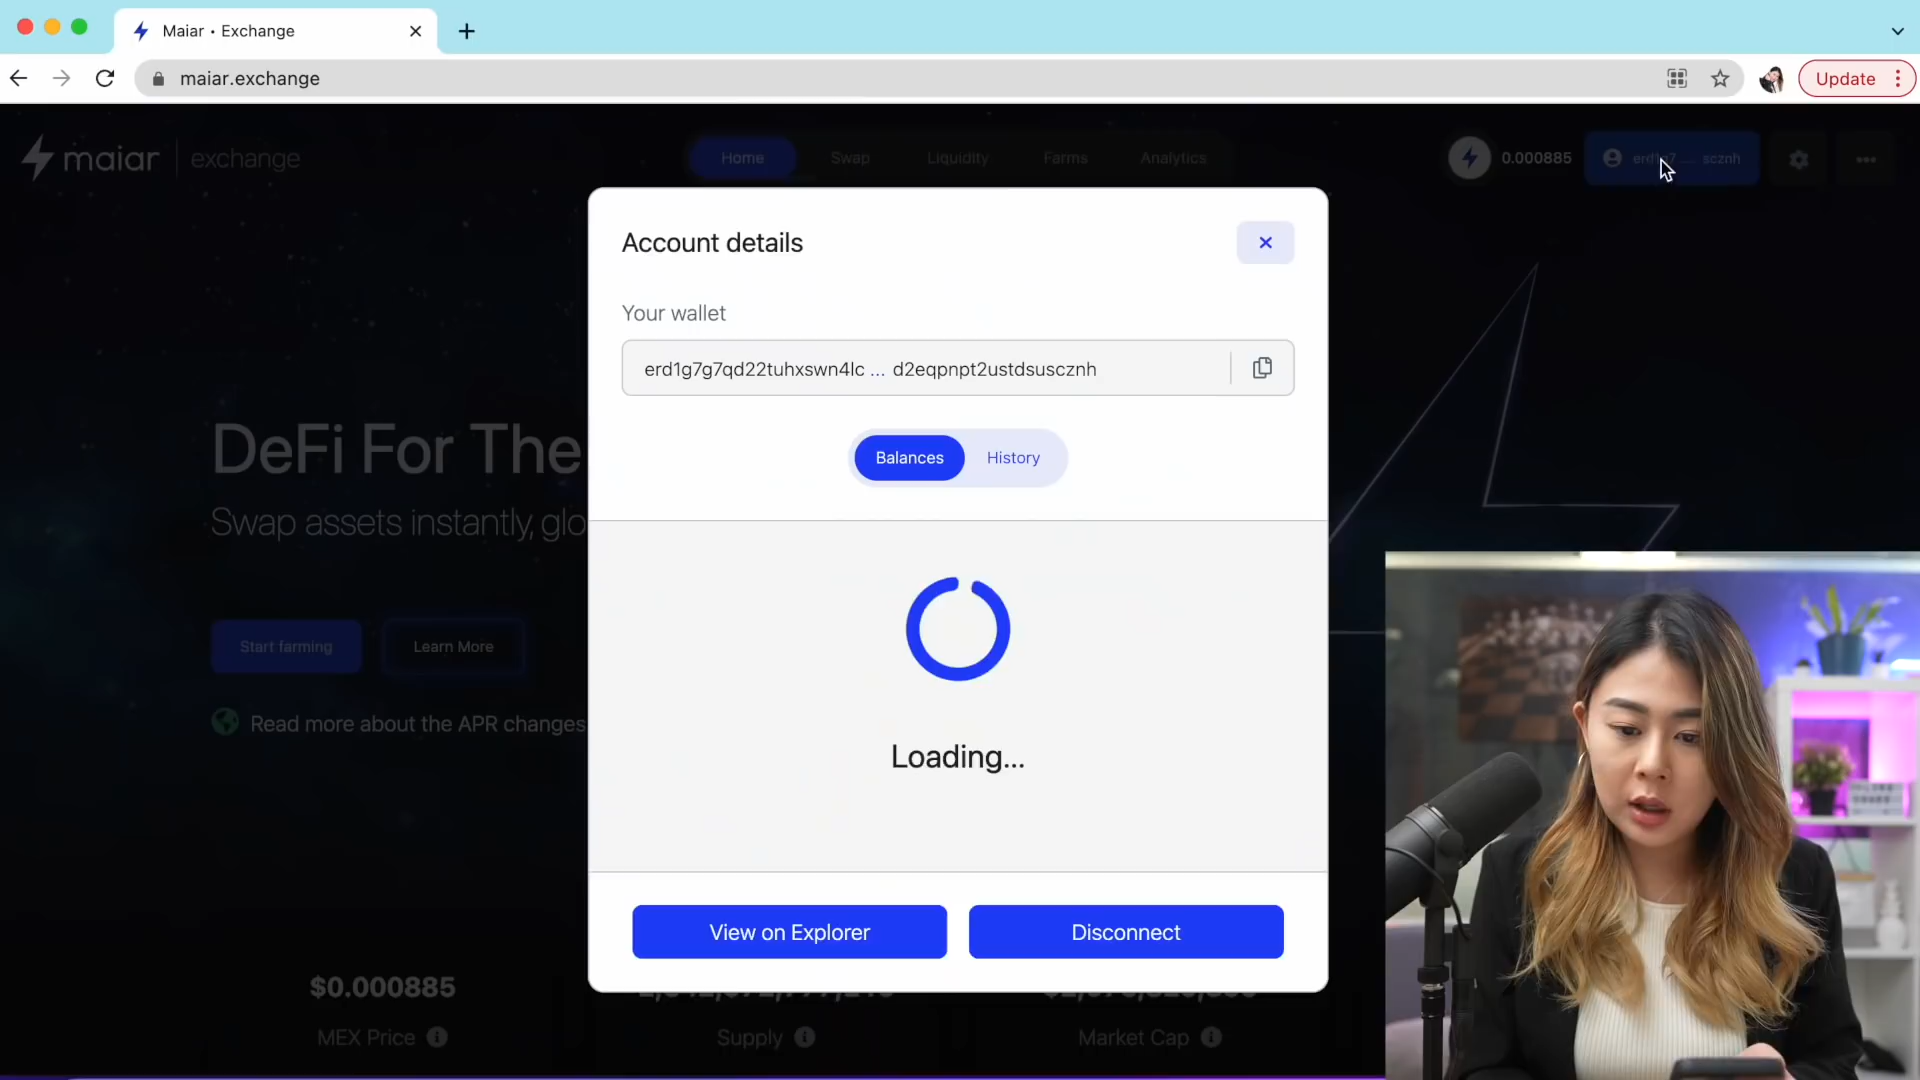 Maiar • Exchange
maiar.exchange
Update
maiar exchange
Home
Swap
Liquidity
Farms
Analytics
0.000885
scznh
Account details
Your wallet
erd1g7g7qd22tuhxswn4lc ... d2eqpnpt2ustdsuscznh
Balances
History
DeFi For The
Swap assets instantly, glo
Loading...
Start farming
Learn More
Read more about the APR changes
View on Explorer
Disconnect
$0.000885
MEX Price
Supply
Market Cap